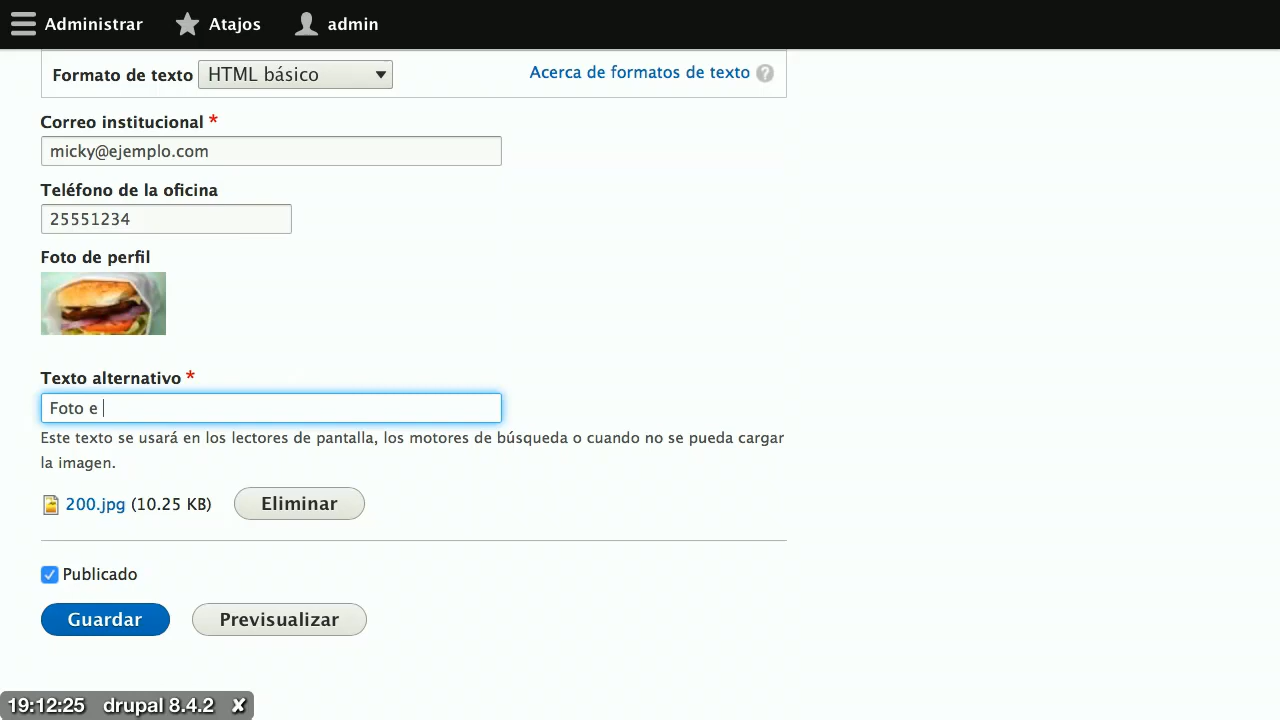 Administrar Atajos admin
Formato de texto HTML básico Acerca de formatos de texto ?
Correo institucional *
micky@ejemplo.com
Teléfono de la oficina
25551234
Foto de perfil
Texto alternativo *
Foto e
Este texto se usará en los lectores de pantalla, los motores de búsqueda o cuando no se pueda cargar
la imagen.
200.jpg (10.25 KB) Eliminar
Publicado
Guardar Previsualizar
19:12:25 drupal 8.4.2 ✘